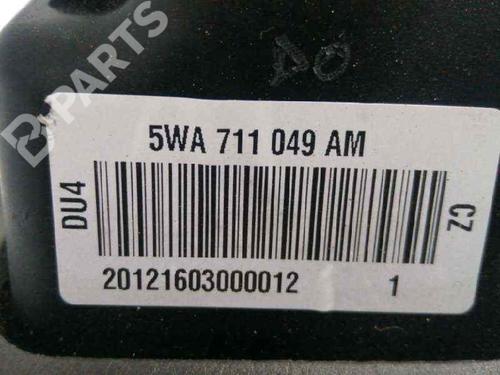 B-PARTS
5WA 711 049 AM
DU4
CZ
20121603000012 1